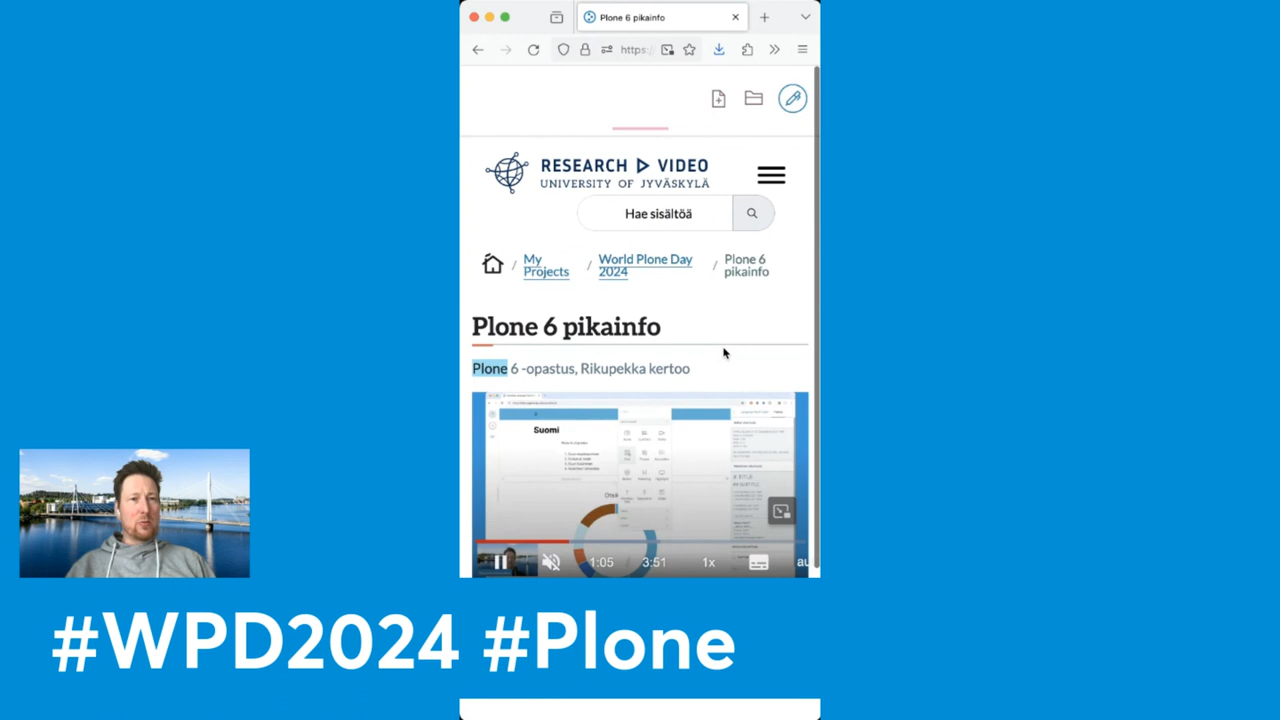 Plone 6 pikainfo
https:/
RESEARCH VIDEO
UNIVERSITY OF JYVÄSKYLÄ
Hae sisältöä
/ My Projects / World Plone Day 2024 / Plone 6 pikainfo
Plone 6 pikainfo
Plone 6 -opastus, Rikupekka kertoo
Suomi
1:05 3:51 1x au
#WPD2024 #Plone